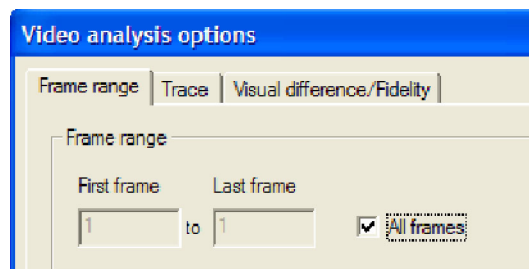 Video analysis options
Frame range Trace Visual difference/Fidelity
Frame range
First frame Last frame
1 to 1 All frames